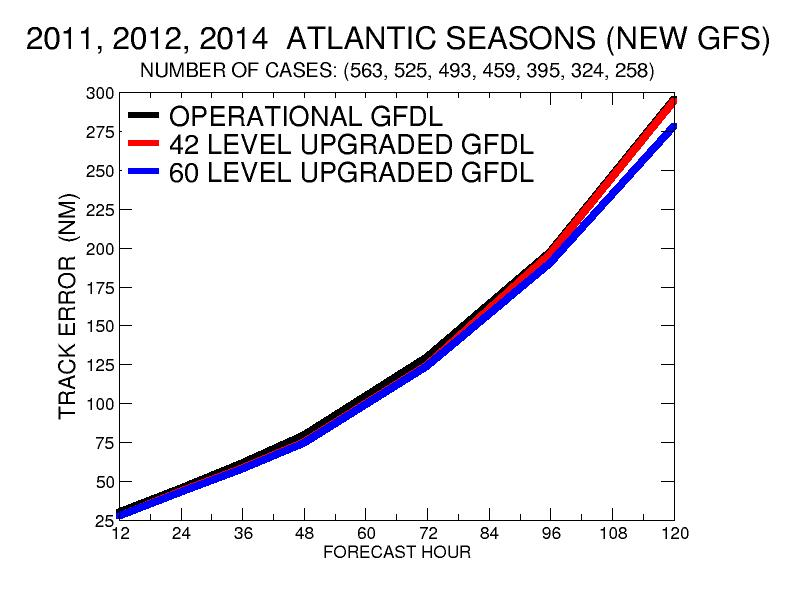 2011, 2012, 2014  ATLANTIC SEASONS (NEW GFS)
NUMBER OF CASES: (563, 525, 493, 459, 395, 324, 258)
OPERATIONAL GFDL
42 LEVEL UPGRADED GFDL
60 LEVEL UPGRADED GFDL
TRACK ERROR  (NM)
300
275
250
225
200
175
150
125
100
75
50
25
12 24 36 48 60 72 84 96 108 120
FORECAST HOUR